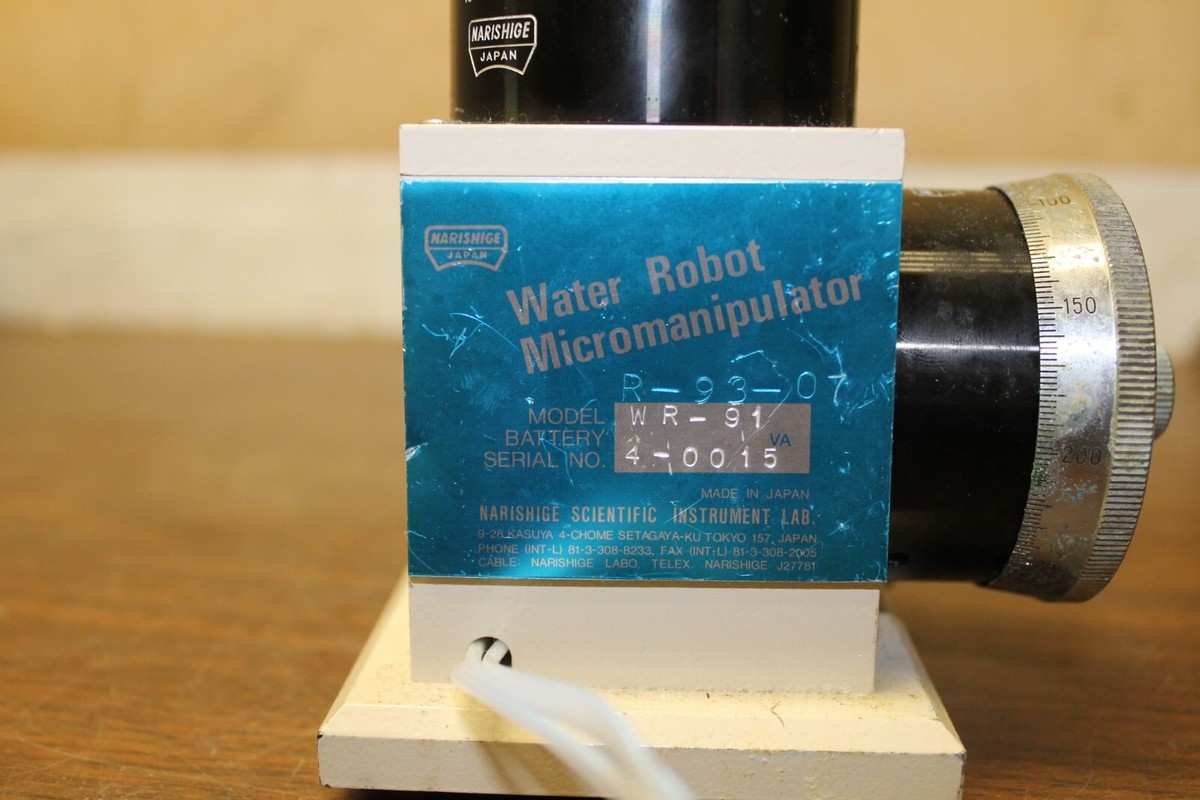 NARISHIGE
JAPAN
NARISHIGE
JAPAN
Water Robot
Micromanipulator
R-93-07
MODEL WR-91
BATTERY VA
SERIAL NO. 4-0015
MADE IN JAPAN
NARISHIGE SCIENTIFIC INSTRUMENT LAB.
9-28 KASUYA 4-CHOME SETAGAYA-KU TOKYO 157, JAPAN
PHONE (INT-L) 81-3-308-8233, FAX (INT-L) 81-3-308-2005
CABLE. NARISHIGE LABO, TELEX. NARISHIGE J27781
100
150
200